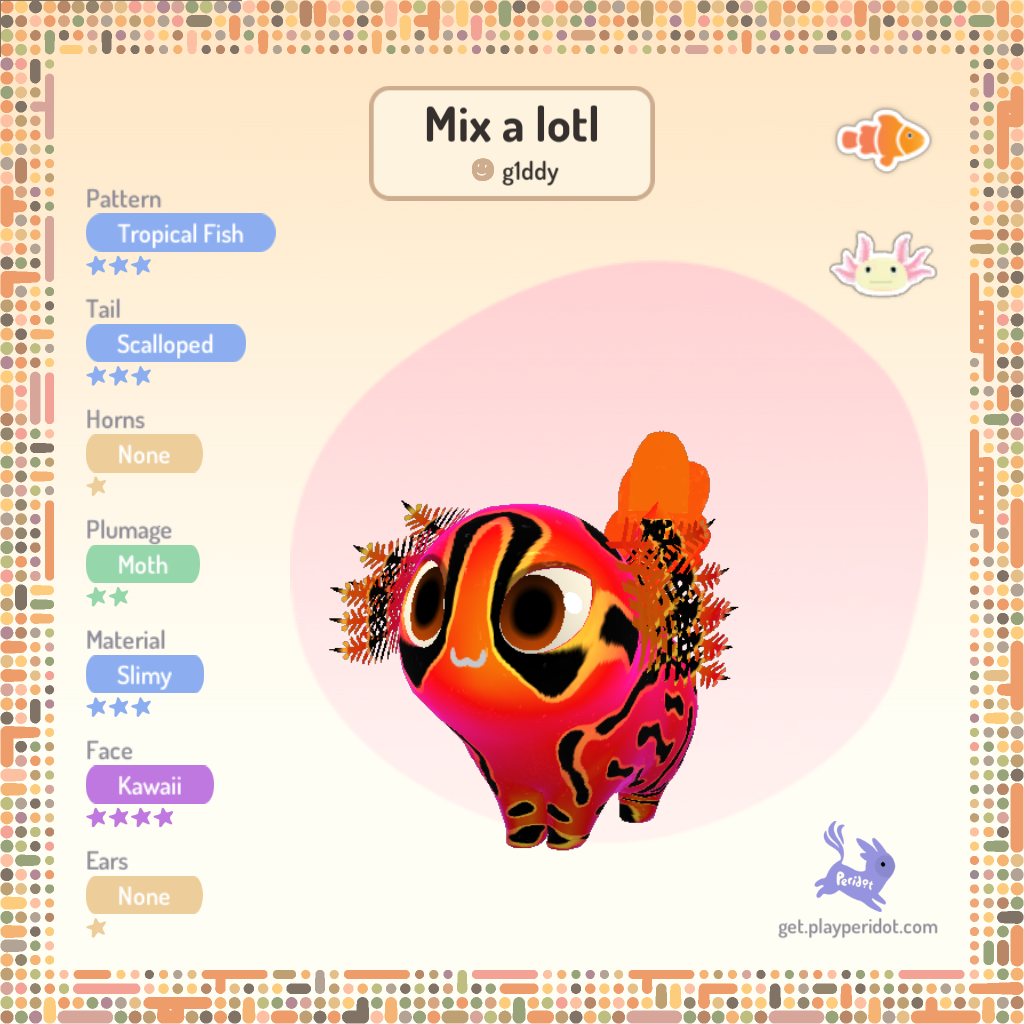 Mix a lotl
g1ddy
Pattern
Tropical Fish
Tail
Scalloped
Horns
None
Plumage
Moth
Material
Slimy
Face
Kawaii
Ears
None
Peridot
get.playperidot.com